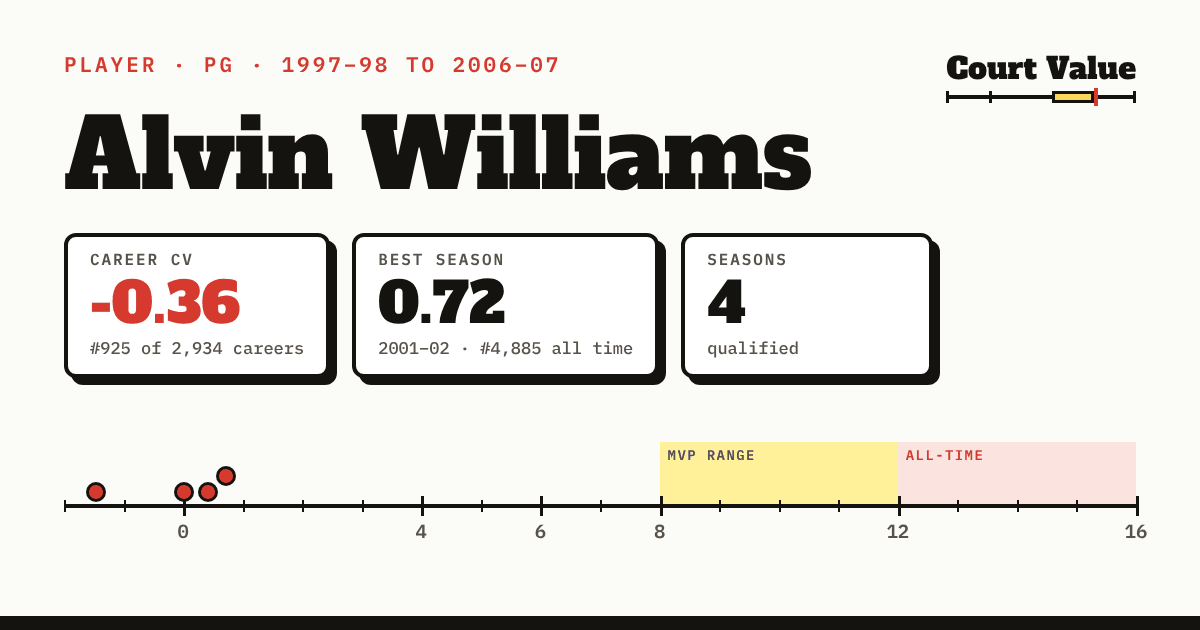 PLAYER · PG · 1997–98 TO 2006–07
Court Value
Alvin Williams
CAREER CV
-0.36
#925 of 2,934 careers
BEST SEASON
0.72
2001–02 · #4,885 all time
SEASONS
4
qualified
MVP RANGE
ALL-TIME
0 4 6 8 12 16